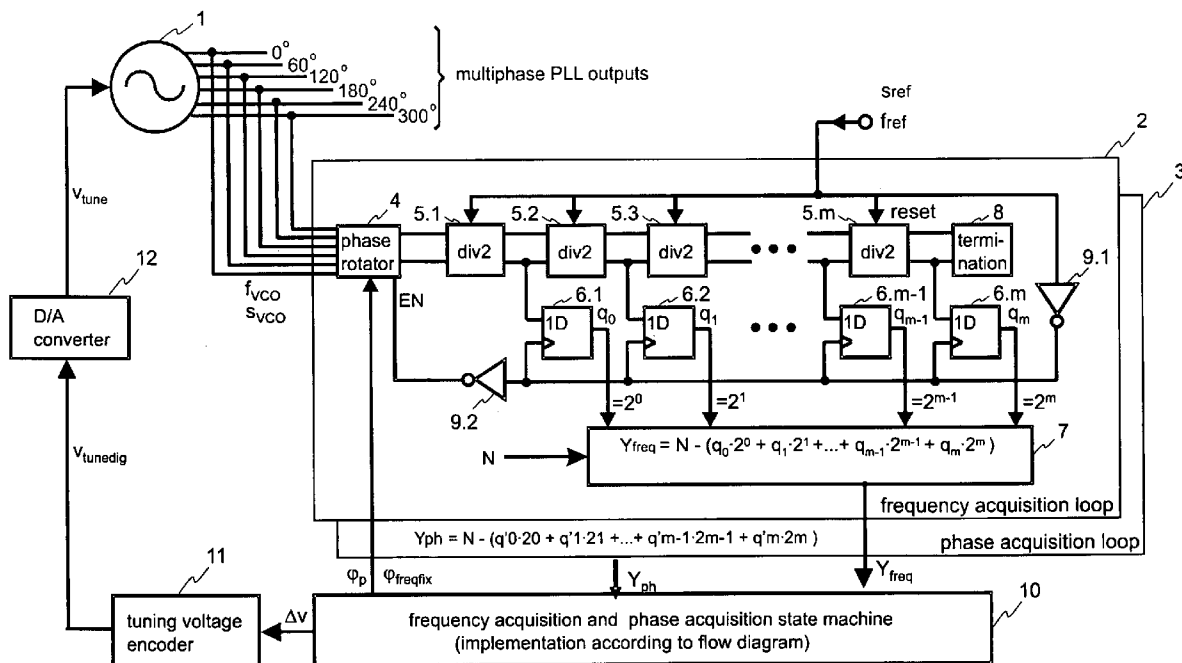 1
0°
60°
120°
180°
240°
300°
multiphase PLL outputs
sref
fref
2
3
vtune
4
5.1
5.2
5.3
5.m
reset
8
phase
rotator
div2
div2
div2
•••
div2
termi-
nation
9.1
12
D/A
converter
fVCO
SVCO
EN
6.1
6.2
6.m-1
6.m
1D
q0
1D
q1
•••
1D
qm-1
1D
qm
9.2
=2⁰
=2¹
=2ᵐ⁻¹
=2ᵐ
7
vtunedig
N
Yfreq = N - (q0·2⁰ + q1·2¹ +...+ qm-1·2ᵐ⁻¹ + qm·2ᵐ)
frequency acquisition loop
Yph = N - (q'0·20 + q'1·21 +...+ q'm-1·2m-1 + q'm·2m )
phase acquisition loop
11
φp
φfreqfix
Yph
Yfreq
10
tuning voltage
encoder
Δv
frequency acquisition and phase acquisition state machine
(implementation according to flow diagram)